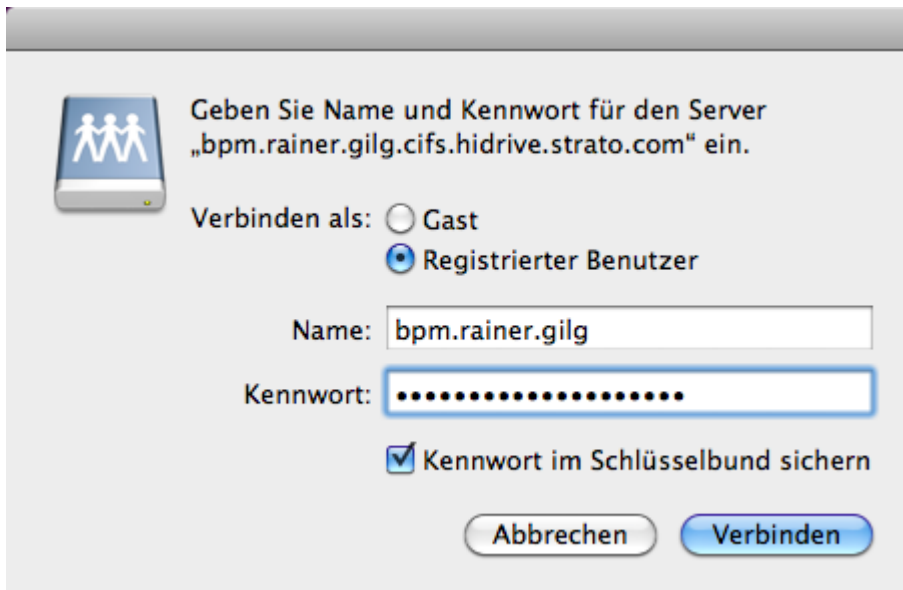 Geben Sie Name und Kennwort für den Server
„bpm.rainer.gilg.cifs.hidrive.strato.com“ ein.
Verbinden als: Gast
Registrierter Benutzer
Name: bpm.rainer.gilg
Kennwort: ••••••••••••••••••••
Kennwort im Schlüsselbund sichern
Abbrechen Verbinden